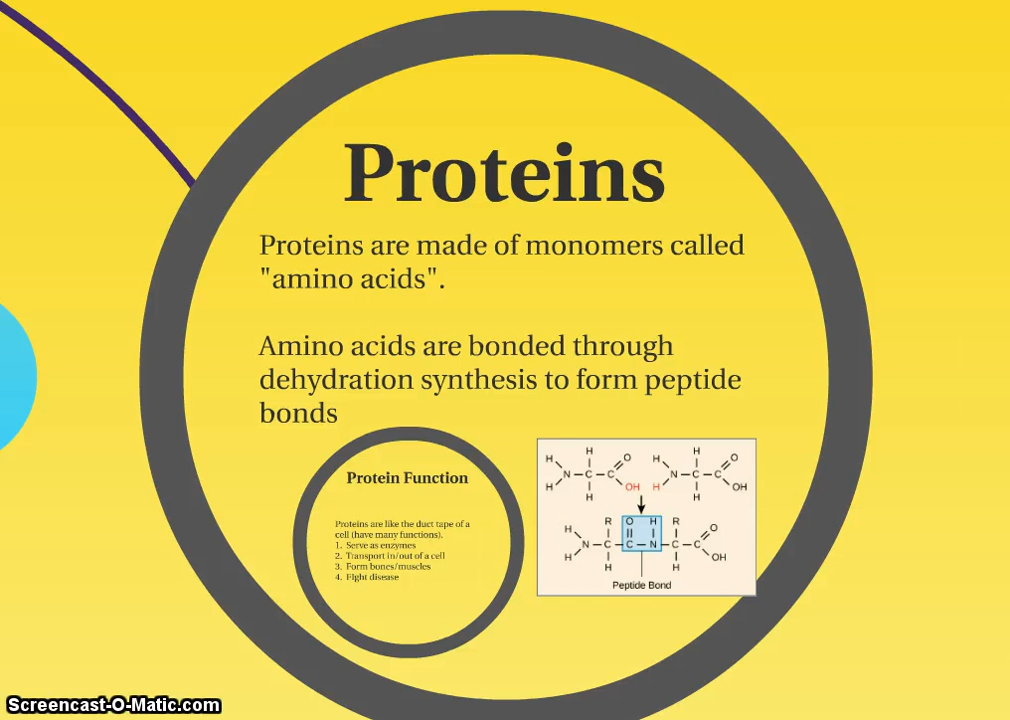 Proteins
Proteins are made of monomers called
"amino acids".
Amino acids are bonded through
dehydration synthesis to form peptide
bonds
Protein Function
Proteins are like the duct tape of a
cell (have many functions).
1. Serve as enzymes
2. Transport in/out of a cell
3. Form bones/muscles
4. FIght disease
H H O H H O
N C C N C C
H H OH H H OH
H R O H R O
N C C N C C
H H H OH
Peptide Bond
Screencast-O-Matic.com